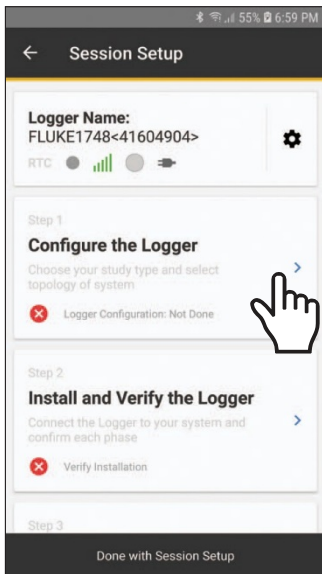 55% 6:59 PM
Session Setup
Logger Name:
FLUKE1748<41604904>
RTC
Step 1
Configure the Logger
Choose your study type and select
topology of system
Logger Configuration: Not Done
Step 2
Install and Verify the Logger
Connect the Logger to your system and
confirm each phase
Verify Installation
Step 3
Done with Session Setup